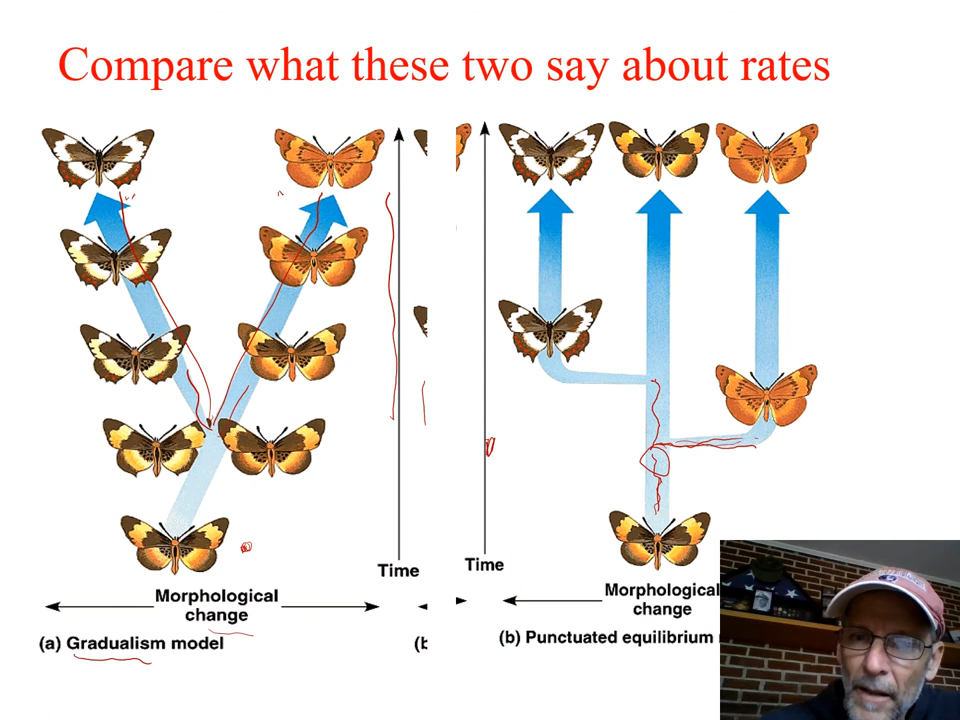 Compare what these two say about rates
Time
Time
Morphological
change
Morphological
change
(a) Gradualism model
(b
(b) Punctuated equilibrium